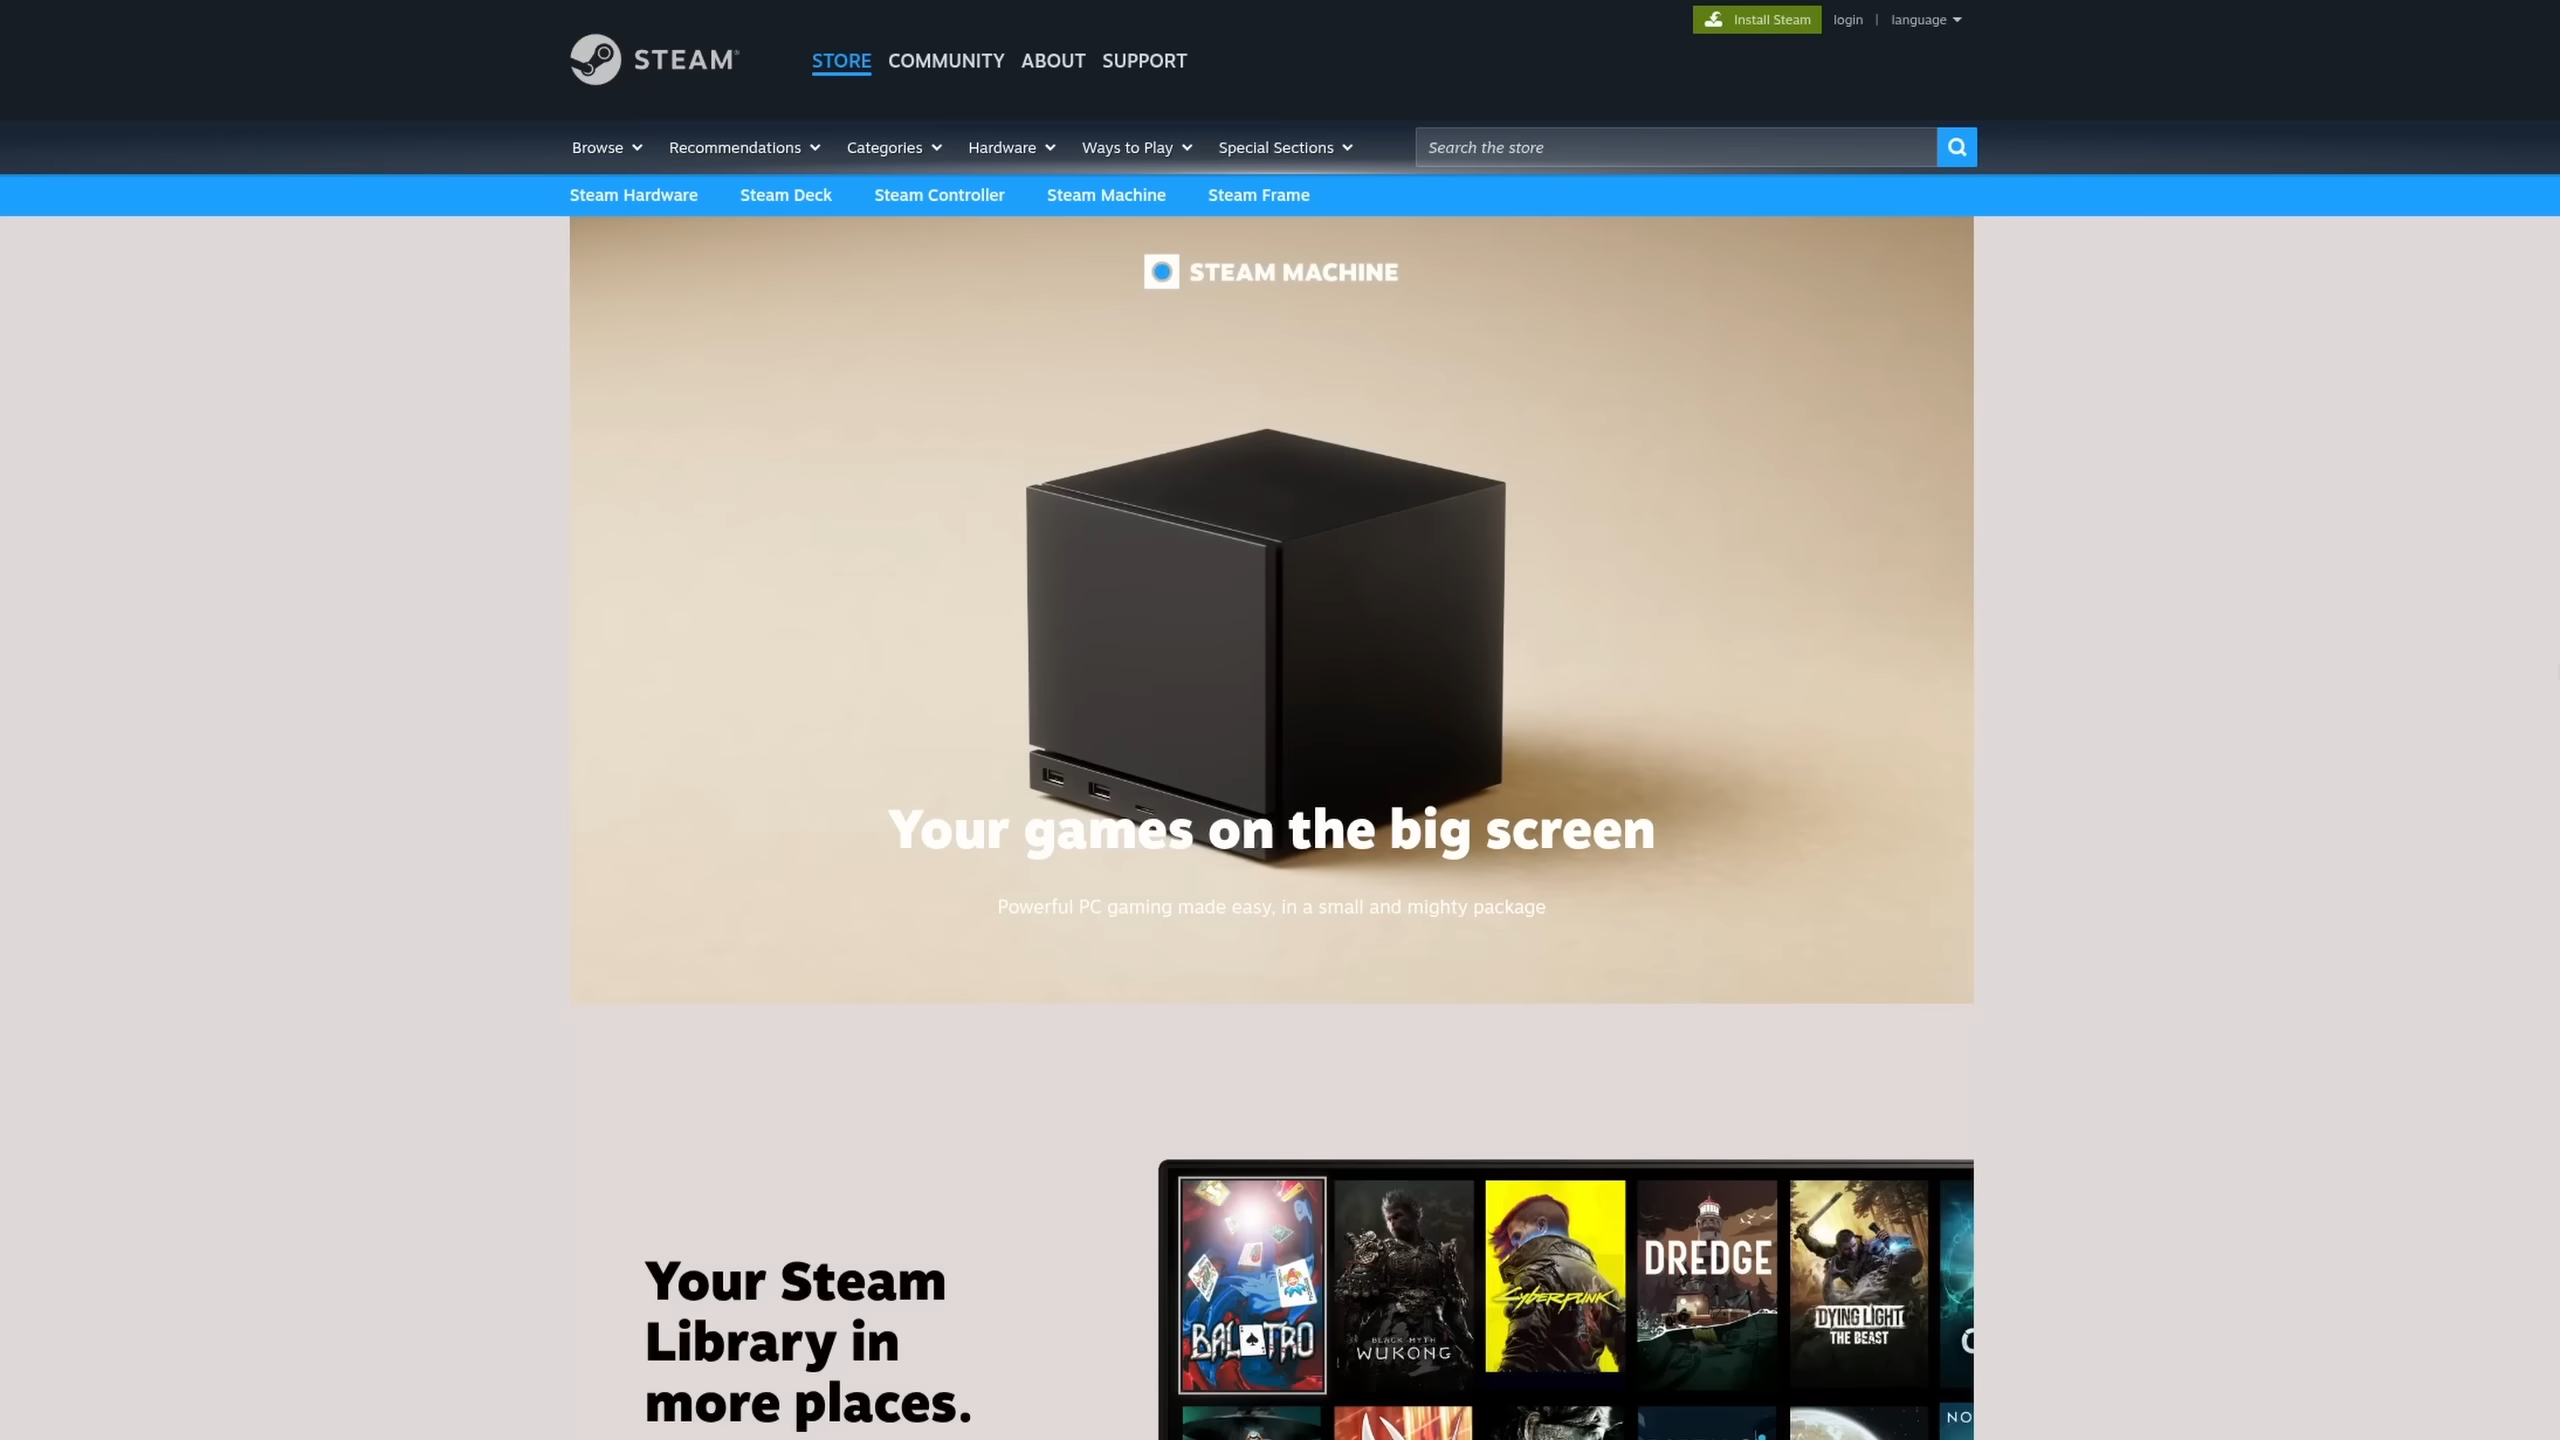 Install Steam login | language
STEAM
STORE COMMUNITY ABOUT SUPPORT
Browse Recommendations Categories Hardware Ways to Play Special Sections Search the store
Steam Hardware Steam Deck Steam Controller Steam Machine Steam Frame
STEAM MACHINE
Your games on the big screen
Powerful PC gaming made easy, in a small and mighty package
Your Steam
Library in
more places.
BALATRO
BLACK MYTH
WUKONG
CYBERPUNK
DREDGE
DYING LIGHT
THE BEAST
NO